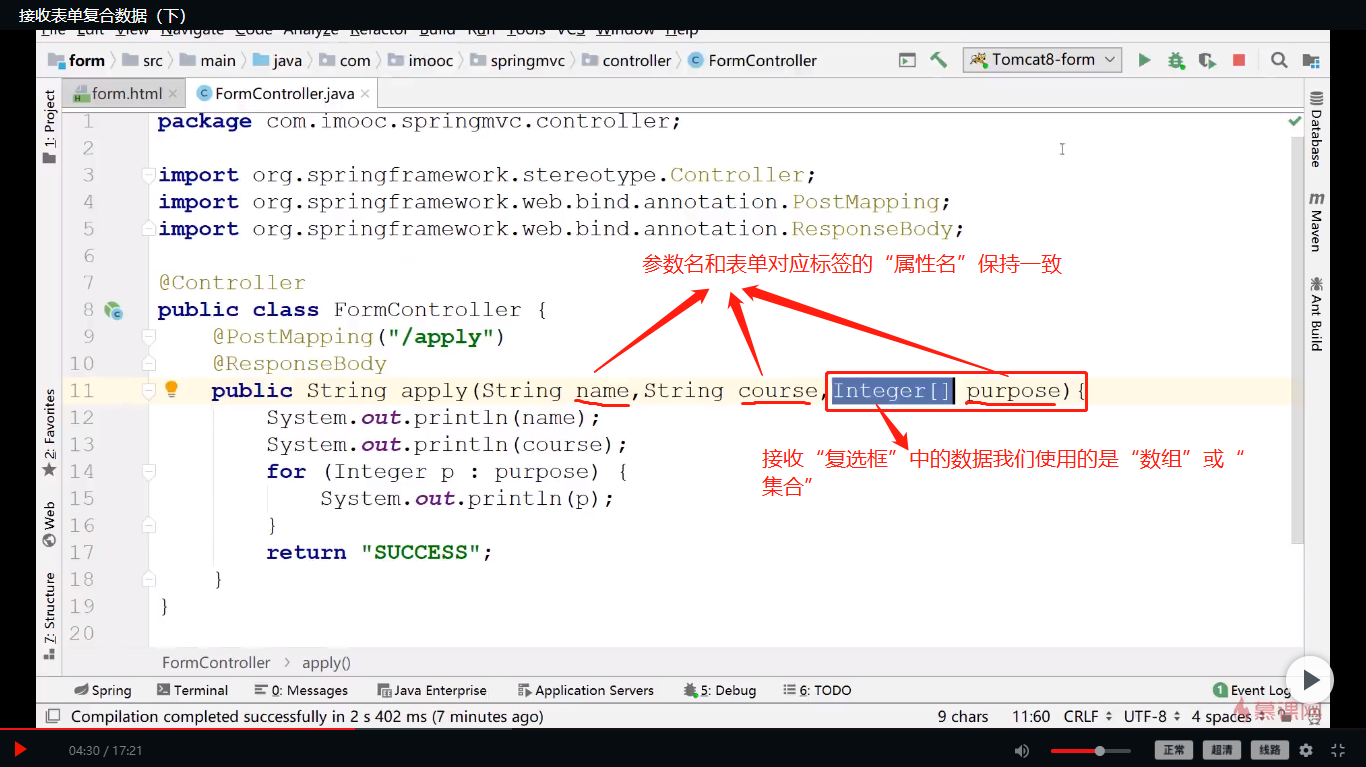 接收表单复合数据（下）
File Edit View Navigate Code Analyze Refactor Build Run Tools VCS Window Help
form src main java com imooc springmvc controller FormController Tomcat8-form
form.html FormController.java
1: Project
2: Favorites
Web
7: Structure
1 package com.imooc.springmvc.controller;
2
3 import org.springframework.stereotype.Controller;
4 import org.springframework.web.bind.annotation.PostMapping;
5 import org.springframework.web.bind.annotation.ResponseBody;
6
参数名和表单对应标签的“属性名”保持一致
7 @Controller
8 public class FormController {
9 @PostMapping("/apply")
10 @ResponseBody
11 public String apply(String name,String course,Integer[] purpose){
12 System.out.println(name);
13 System.out.println(course);
接收“复选框”中的数据我们使用的是“数组”或“
集合”
14 for (Integer p : purpose) {
15 System.out.println(p);
16 }
17 return "SUCCESS";
18 }
19 }
20
Database
m Maven
Ant Build
FormController apply()
Spring Terminal 0: Messages Java Enterprise Application Servers 5: Debug 6: TODO 1 Event Log
Compilation completed successfully in 2 s 402 ms (7 minutes ago) 9 chars 11:60 CRLF UTF-8 4 spaces
慕课网
04:30 / 17:21 正常 超清 线路